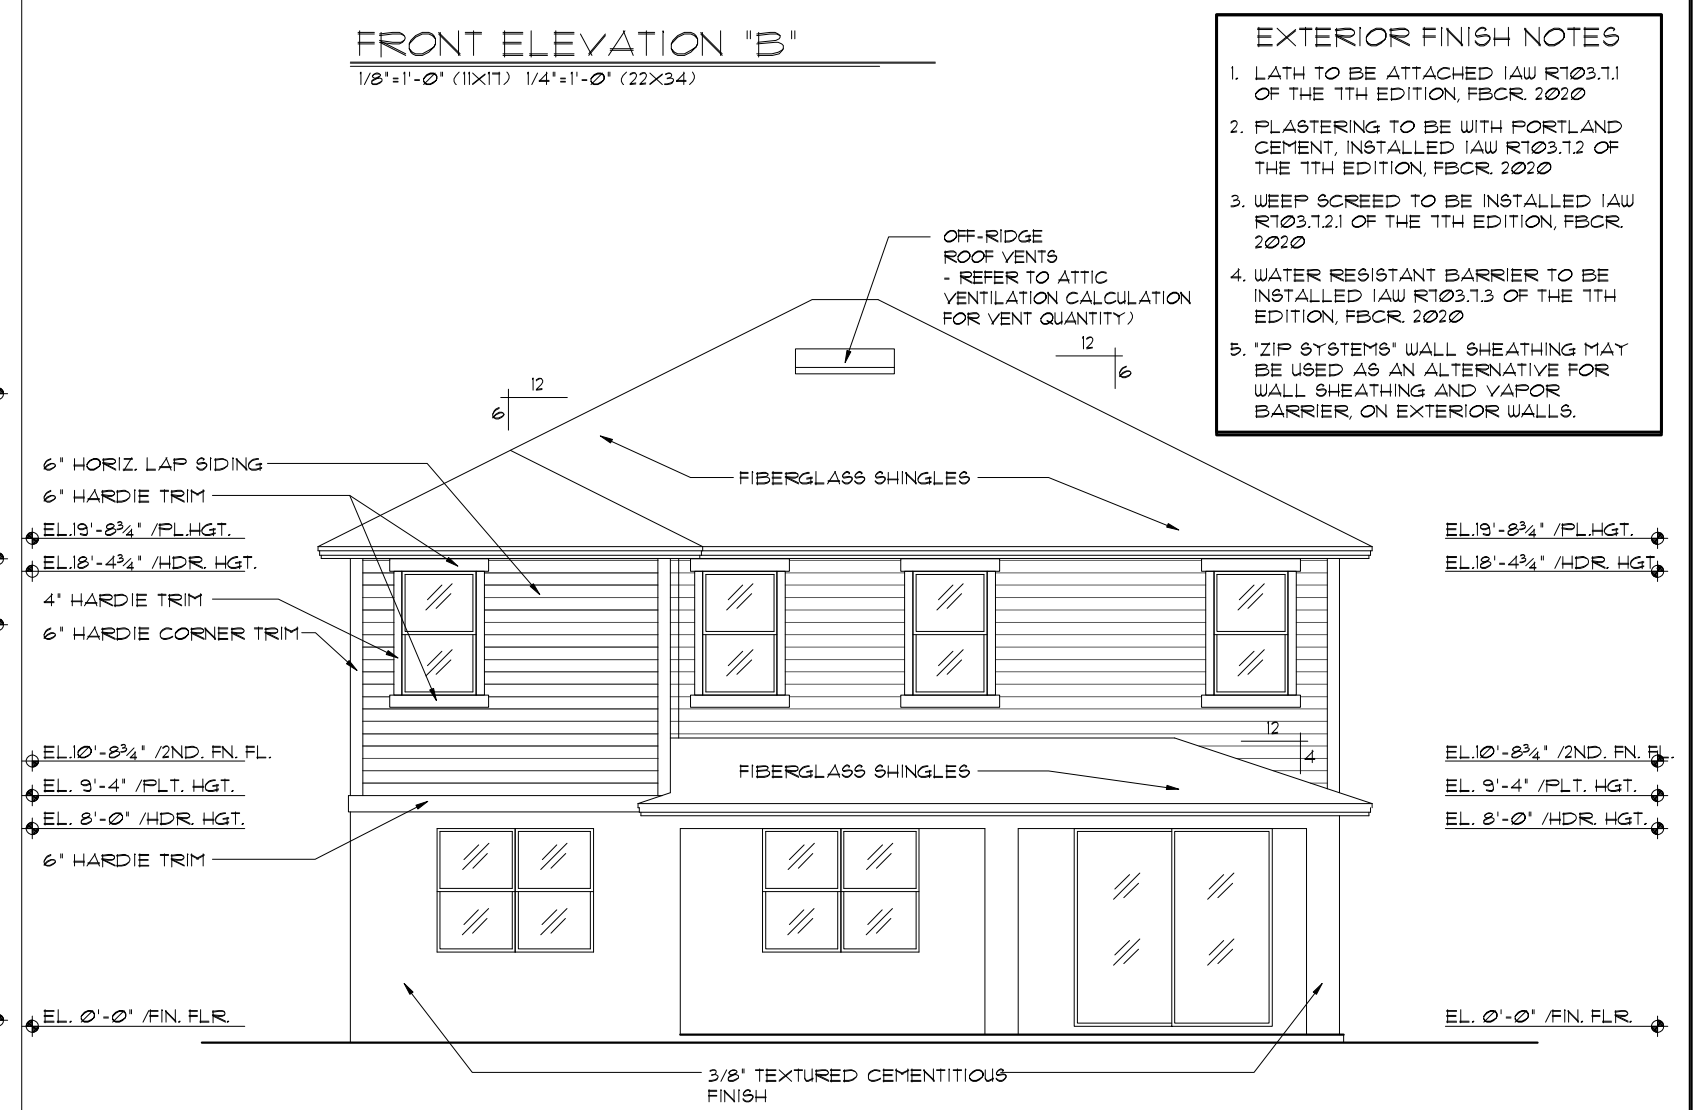 FRONT ELEVATION "B"
1/8"=1'-0" (11X17) 1/4"=1'-0" (22X34)
EXTERIOR FINISH NOTES
1. LATH TO BE ATTACHED IAW R703.7.1
OF THE 7TH EDITION, FBCR. 2020
2. PLASTERING TO BE WITH PORTLAND
CEMENT, INSTALLED IAW R703.7.2 OF
THE 7TH EDITION, FBCR. 2020
3. WEEP SCREED TO BE INSTALLED IAW
R703.7.2.1 OF THE 7TH EDITION, FBCR.
2020
4. WATER RESISTANT BARRIER TO BE
INSTALLED IAW R703.7.3 OF THE 7TH
EDITION, FBCR. 2020
5. "ZIP SYSTEMS" WALL SHEATHING MAY
BE USED AS AN ALTERNATIVE FOR
WALL SHEATHING AND VAPOR
BARRIER, ON EXTERIOR WALLS.
OFF-RIDGE
ROOF VENTS
- REFER TO ATTIC
VENTILATION CALCULATION
FOR VENT QUANTITY)
12
6
12
6
6" HORIZ. LAP SIDING
FIBERGLASS SHINGLES
6" HARDIE TRIM
EL.19'-8¾" /PL.HGT.
EL.19'-8¾" /PL.HGT.
EL.18'-4¾" /HDR. HGT.
EL.18'-4¾" /HDR. HGT.
4" HARDIE TRIM
6" HARDIE CORNER TRIM
12
4
EL.10'-8¾" /2ND. FN. FL.
EL.10'-8¾" /2ND. FN. FL.
FIBERGLASS SHINGLES
EL. 9'-4" /PLT. HGT.
EL. 9'-4" /PLT. HGT.
EL. 8'-0" /HDR. HGT.
EL. 8'-0" /HDR. HGT.
6" HARDIE TRIM
EL. 0'-0" /FIN. FLR.
EL. 0'-0" /FIN. FLR.
3/8" TEXTURED CEMENTITIOUS
FINISH